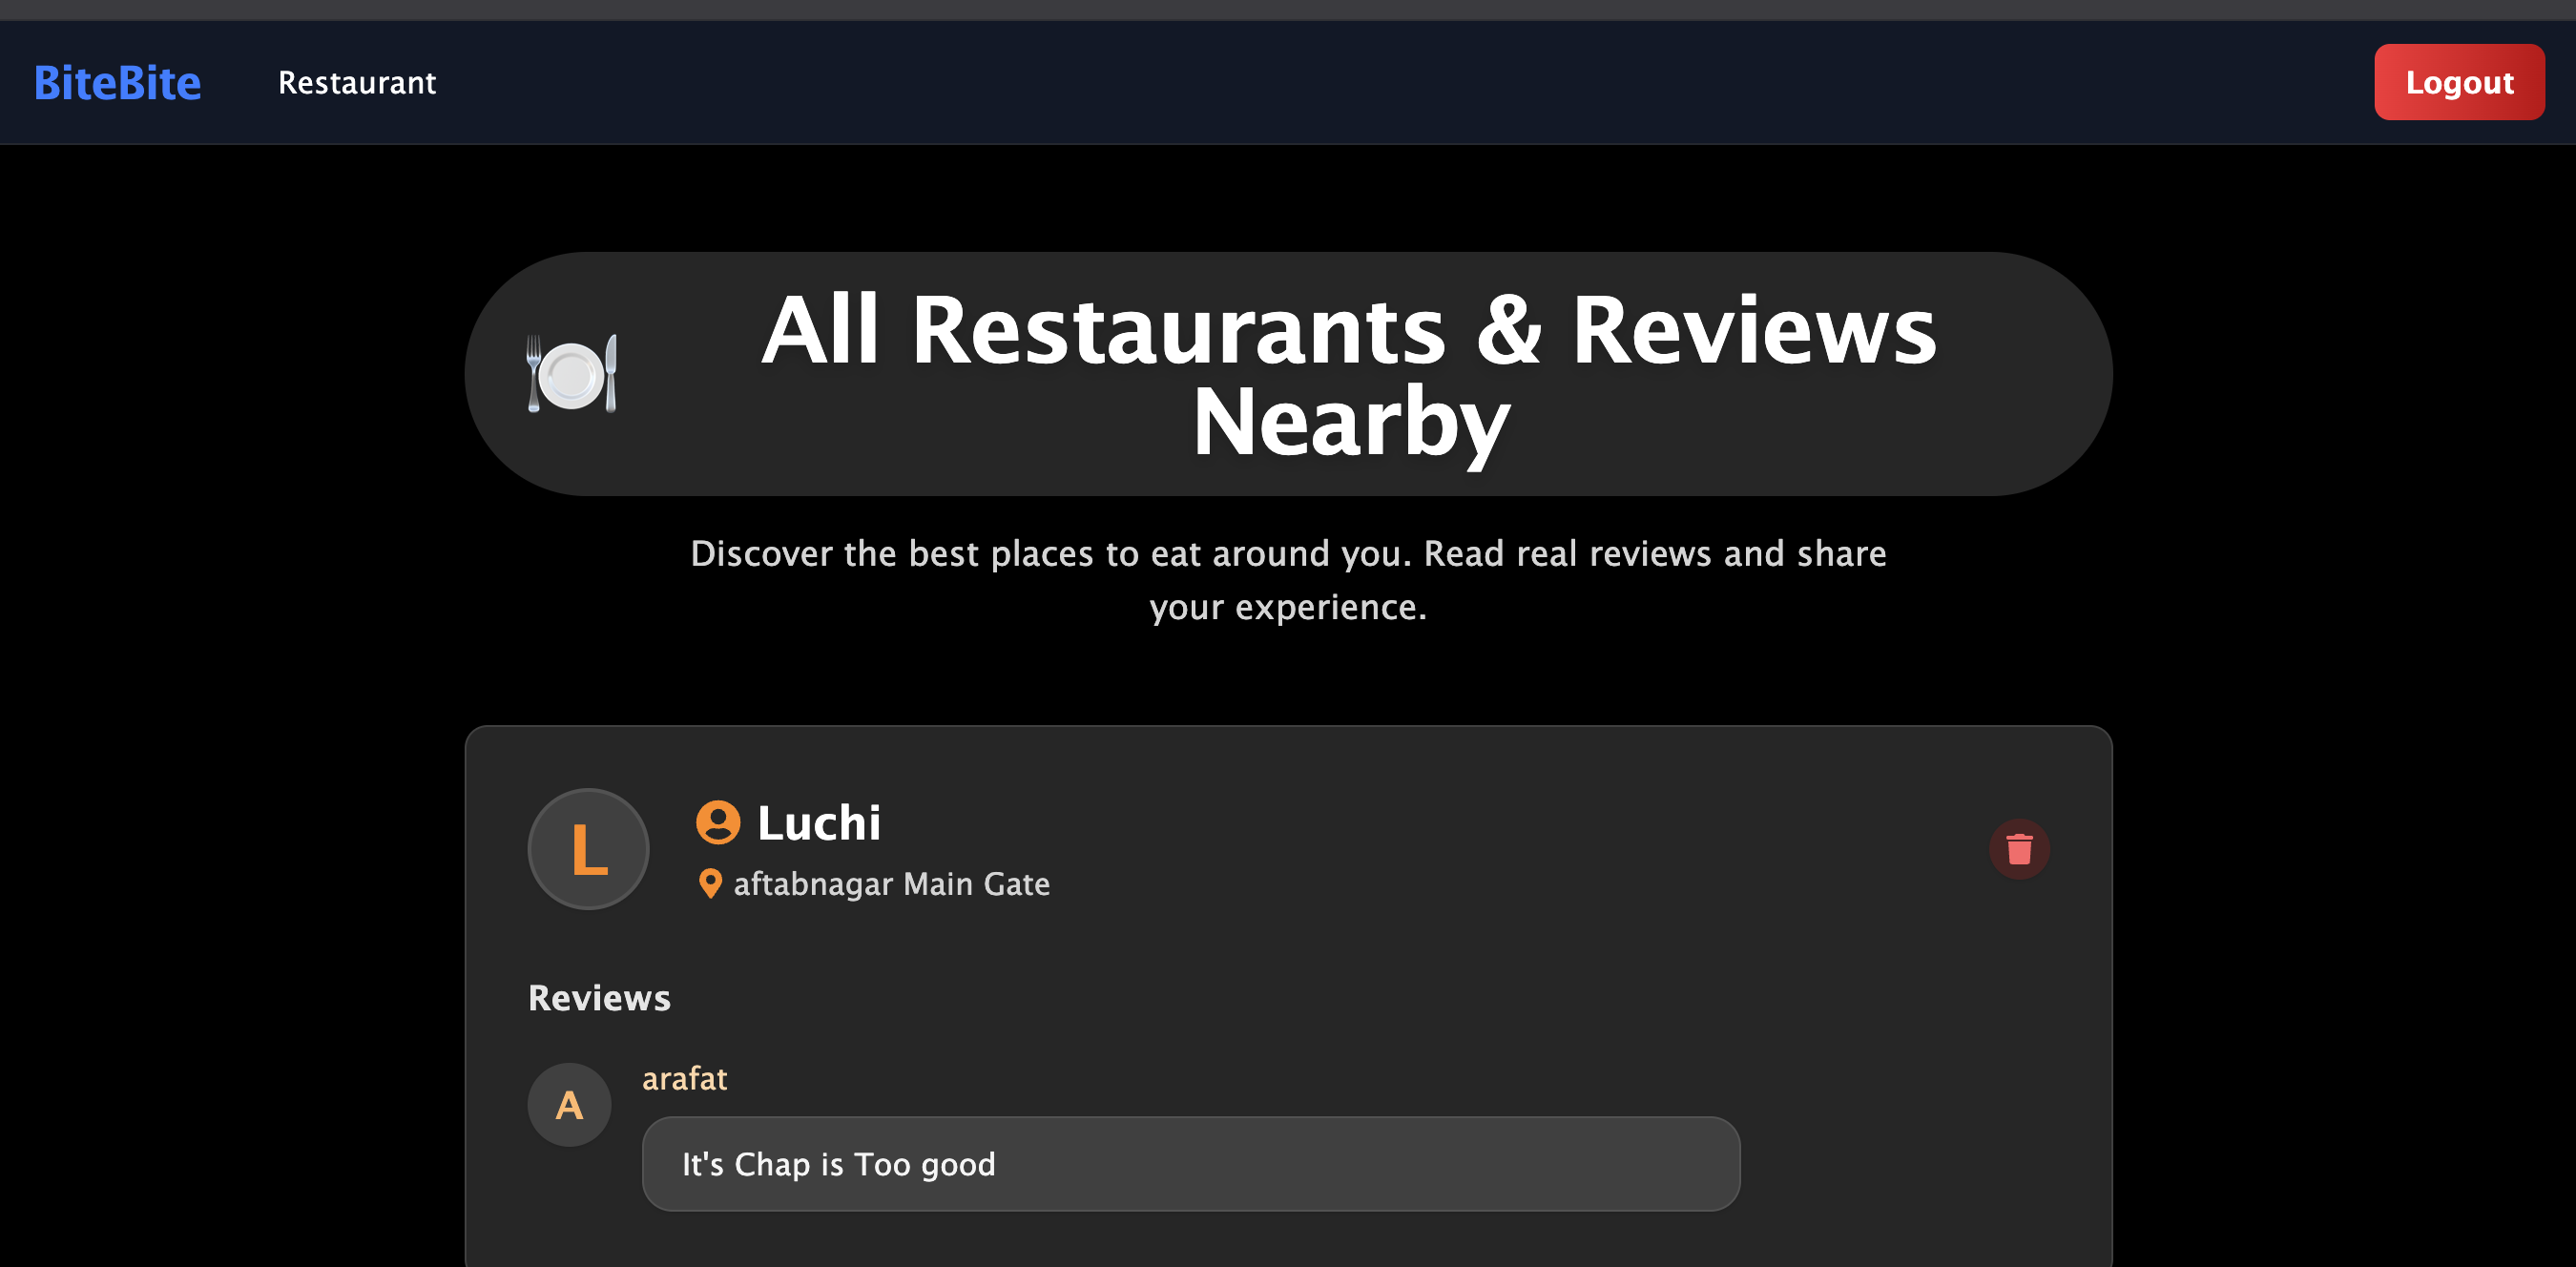 BiteBite Restaurant Logout
All Restaurants & Reviews
Nearby
Discover the best places to eat around you. Read real reviews and share
your experience.
L
Luchi
aftabnagar Main Gate
Reviews
A
arafat
It's Chap is Too good